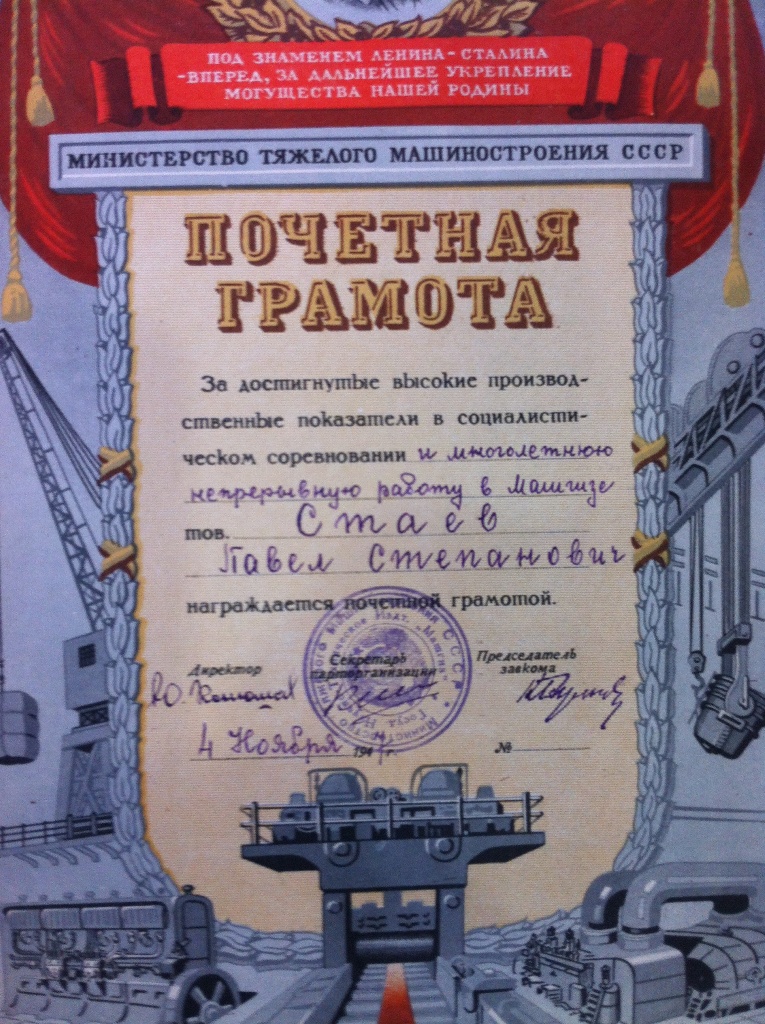 ПОД ЗНАМЕНЕМ ЛЕНИНА-СТАЛИНА
-ВПЕРЕД, ЗА ДАЛЬНЕЙШЕЕ УКРЕПЛЕНИЕ
МОГУЩЕСТВА НАШЕЙ РОДИНЫ
МИНИСТЕРСТВО ТЯЖЕЛОГО МАШИНОСТРОЕНИЯ СССР
ПОЧЕТНАЯ
ГРАМОТА
За достигнутые высокие производ-
ственные показатели в социалисти-
ческом соревновании и многолетнюю
непрерывную работу в Машгизе
тов. Стаев
Павел Степанович
награждается почетной грамотой.
Директор Секретарь парторганизации Председатель завкома
4 Ноября 194 г. №